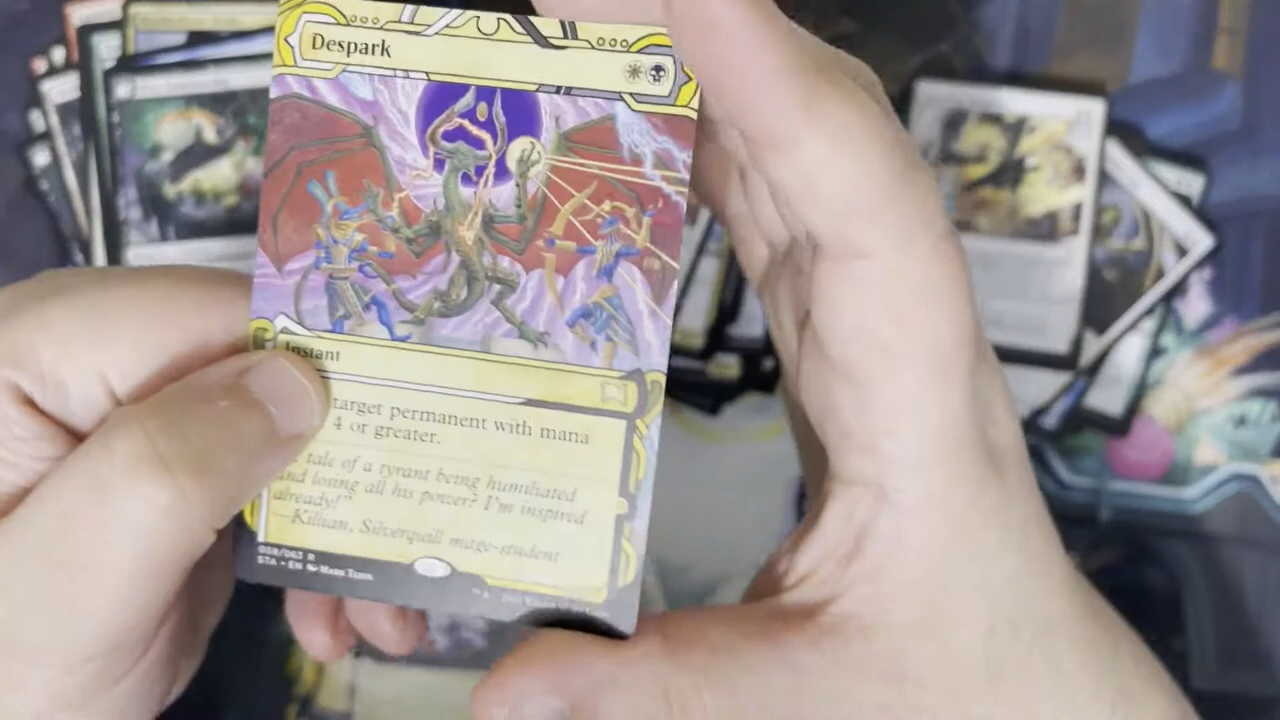 Despark
Instant
target permanent with mana
4 or greater.
tale of a tyrant being humiliated
and losing all his power? I'm inspired
already!"
—Killian, Silverquill mage-student
058/063 R
STA • EN